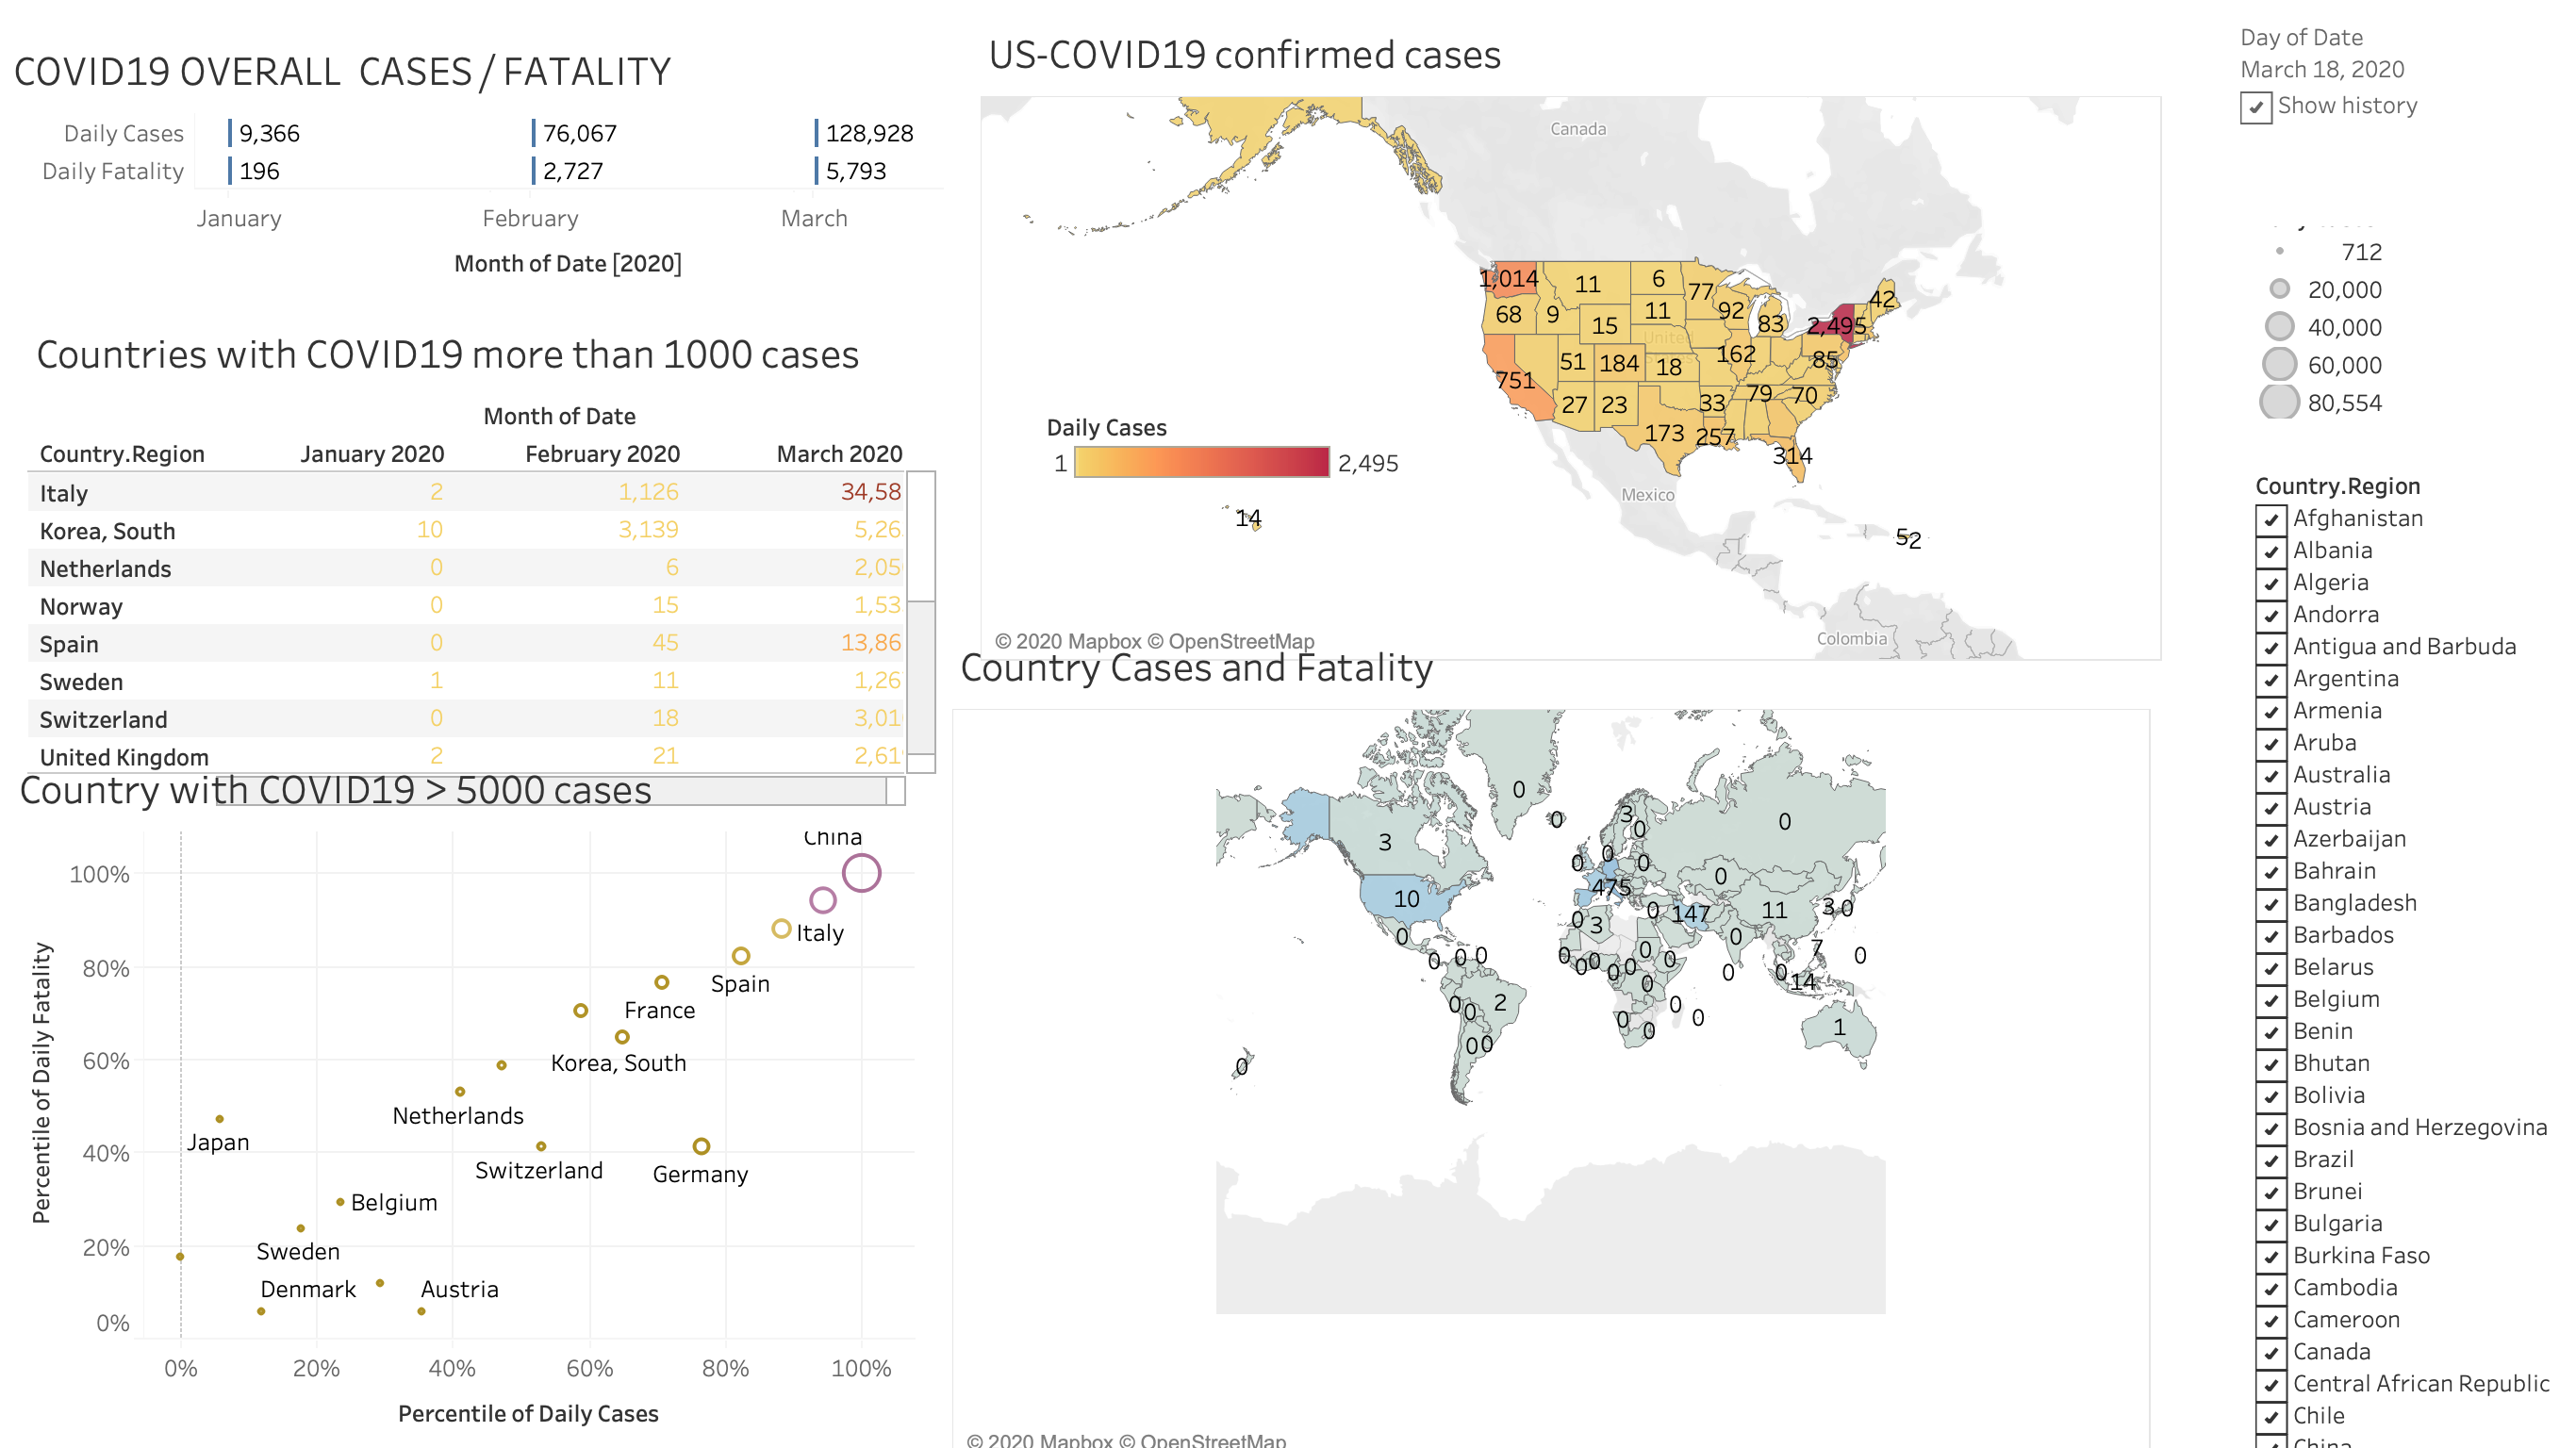 COVID19 OVERALL CASES / FATALITY
Daily Cases 9,366 76,067 128,928
Daily Fatality 196 2,727 5,793
January February March
Month of Date [2020]
Countries with COVID19 more than 1000 cases
Month of Date
Country.Region January 2020 February 2020 March 2020
Italy 2 1,126 34,58
Korea, South 10 3,139 5,26
Netherlands 0 6 2,05
Norway 0 15 1,53
Spain 0 45 13,86
Sweden 1 11 1,26
Switzerland 0 18 3,01
United Kingdom 2 21 2,61
Country with COVID19 > 5000 cases
China
100%
Italy
80%
Spain
France
60%
Korea, South
Netherlands
Japan
40%
Switzerland
Germany
Belgium
20%
Sweden
Denmark
Austria
0%
Percentile of Daily Fatality
0% 20% 40% 60% 80% 100%
Percentile of Daily Cases
US-COVID19 confirmed cases
Canada
1,014 11 6 77 42
68 9 15 11 92 83 2,495
United
751 51 184 18 162 85
27 23 33 79 70
173 257 314
Daily Cases
1 2,495
Mexico
14
52
Colombia
© 2020 Mapbox © OpenStreetMap
Country Cases and Fatality
0
3 0 3 0 0
0 0 0
10 475 0
0 3 0 147 11 3 0
0 0 0 0
0 0 0 0 0 0 0 0 0 7 0
0 0 14
0 0 2 0 0
0 0 0 0 1
0
© 2020 Mapbox © OpenStreetMap
Day of Date
March 18, 2020
Show history
712
20,000
40,000
60,000
80,554
Country.Region
Afghanistan
Albania
Algeria
Andorra
Antigua and Barbuda
Argentina
Armenia
Aruba
Australia
Austria
Azerbaijan
Bahrain
Bangladesh
Barbados
Belarus
Belgium
Benin
Bhutan
Bolivia
Bosnia and Herzegovina
Brazil
Brunei
Bulgaria
Burkina Faso
Cambodia
Cameroon
Canada
Central African Republic
Chile
China